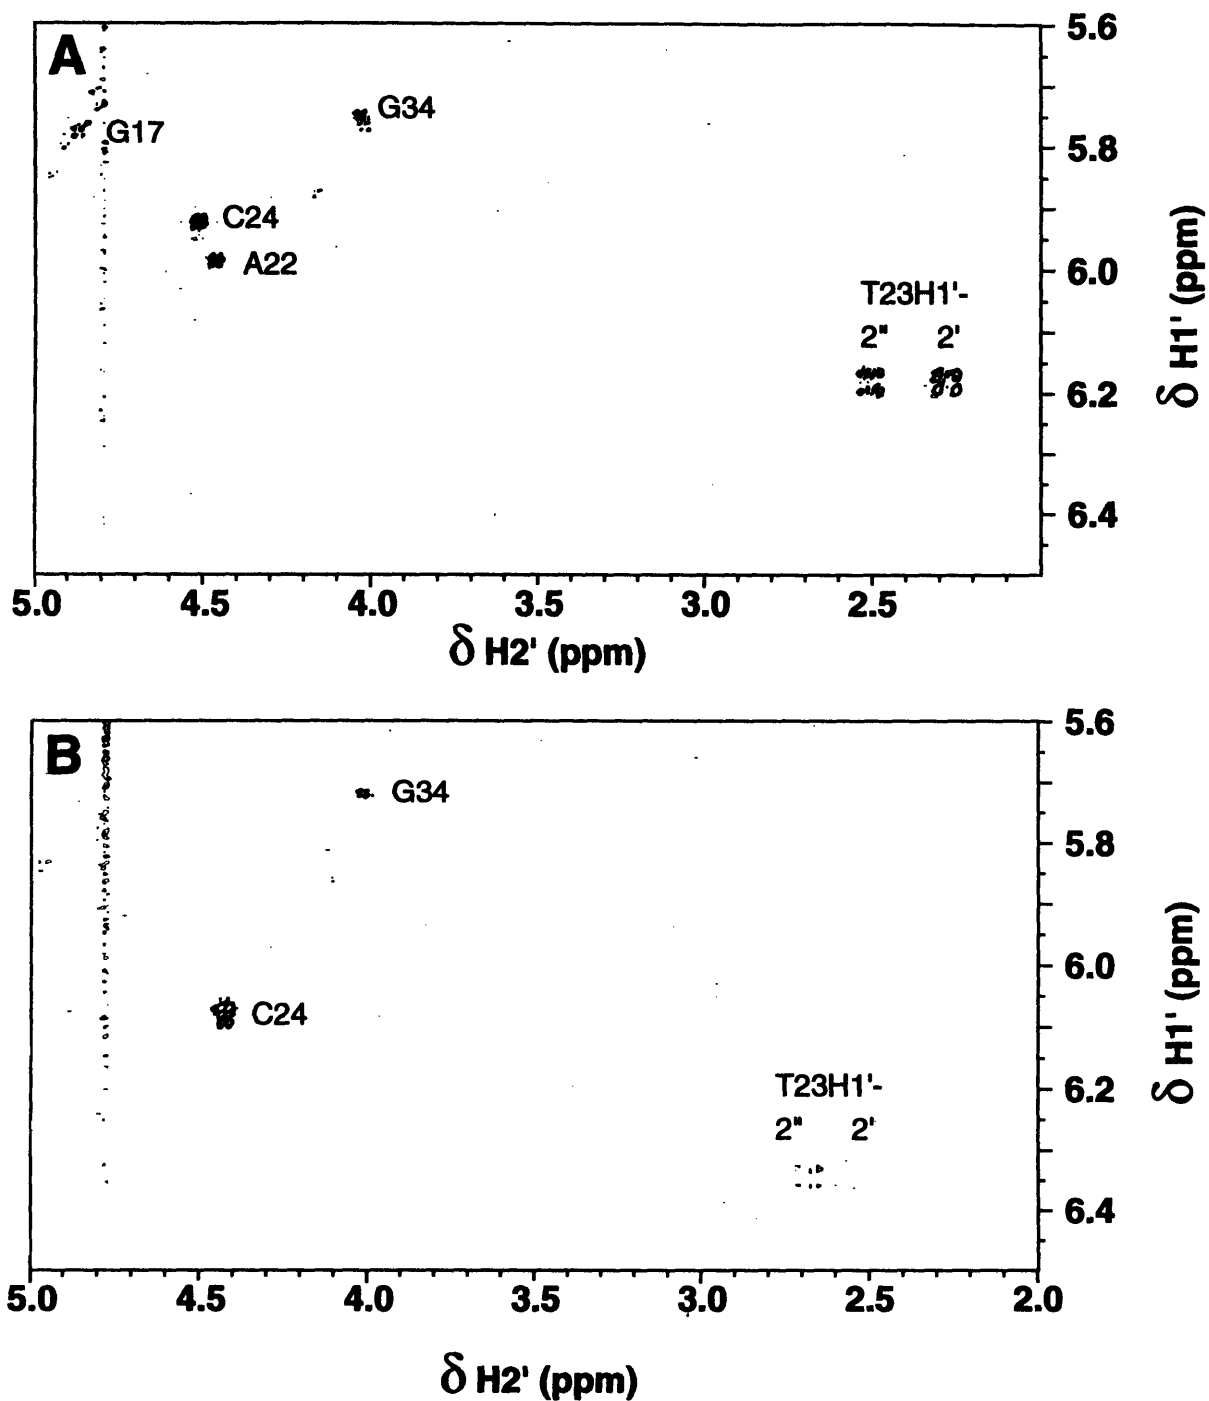 A
G34
G17
C24
A22
T23H1'-
2" 2'
5.6
5.8
6.0
6.2
6.4
δ H1' (ppm)
5.0 4.5 4.0 3.5 3.0 2.5
δ H2' (ppm)
B
G34
C24
T23H1'-
2" 2'
5.6
5.8
6.0
6.2
6.4
δ H1' (ppm)
5.0 4.5 4.0 3.5 3.0 2.5 2.0
δ H2' (ppm)